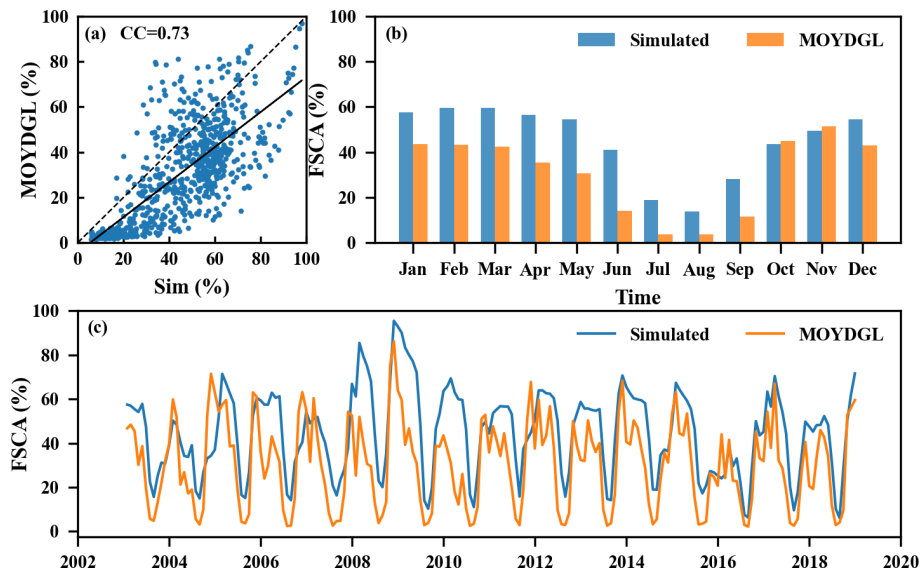 (a) CC=0.73
MOYDGL (%)
100
80
60
40
20
0
0 20 40 60 80 100
Sim (%)
(b)
Simulated MOYDGL
FSCA (%)
100
80
60
40
20
0
Jan Feb Mar Apr May Jun Jul Aug Sep Oct Nov Dec
Time
(c)
Simulated MOYDGL
FSCA (%)
100
80
60
40
20
0
2002 2004 2006 2008 2010 2012 2014 2016 2018 2020